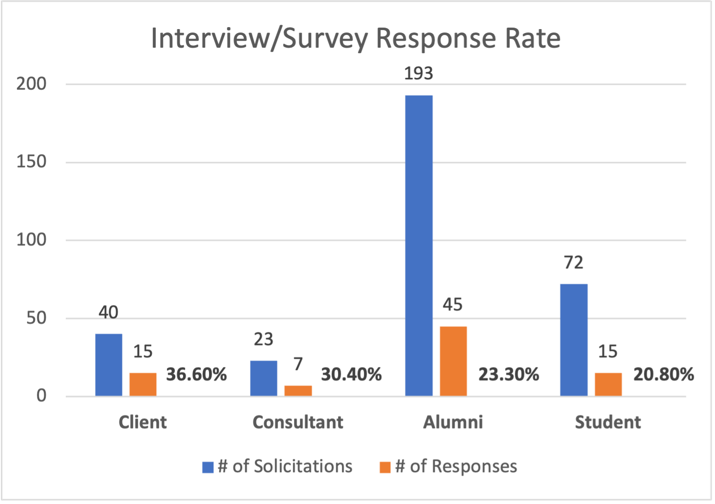 Interview/Survey Response Rate
200
150
100
50
0
40
15
36.60%
23
7
30.40%
193
45
23.30%
72
15
20.80%
Client
Consultant
Alumni
Student
# of Solicitations
# of Responses